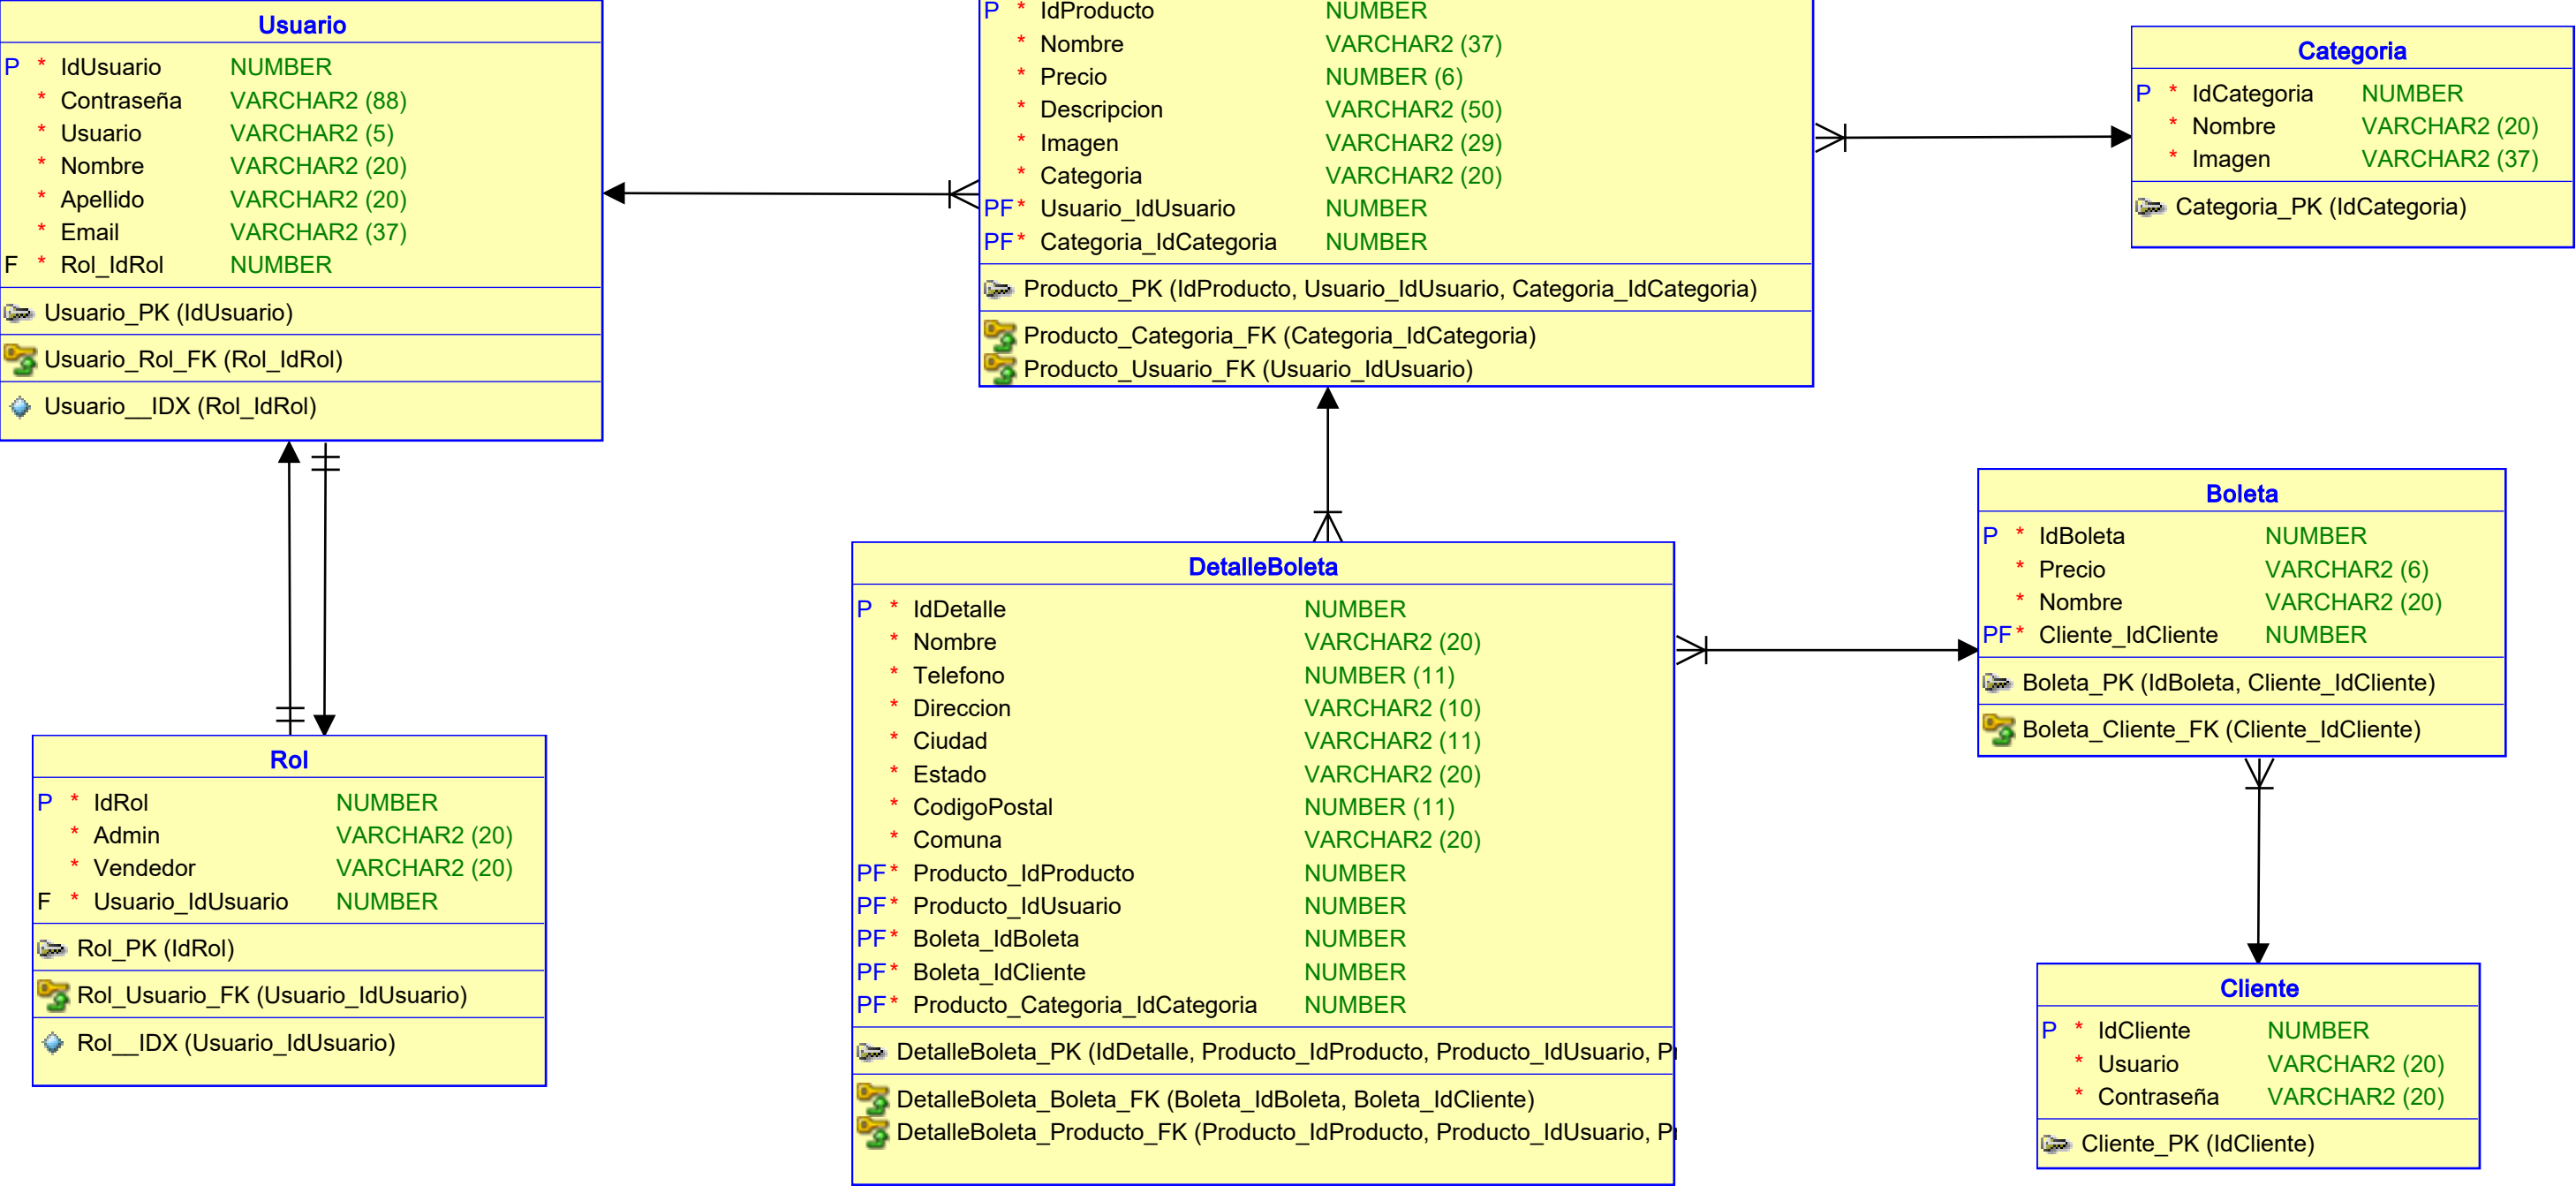 Usuario
P * IdUsuario NUMBER
* Contraseña VARCHAR2 (88)
* Usuario VARCHAR2 (5)
* Nombre VARCHAR2 (20)
* Apellido VARCHAR2 (20)
* Email VARCHAR2 (37)
F * Rol_IdRol NUMBER
Usuario_PK (IdUsuario)
Usuario_Rol_FK (Rol_IdRol)
Usuario__IDX (Rol_IdRol)
P * IdProducto NUMBER
* Nombre VARCHAR2 (37)
* Precio NUMBER (6)
* Descripcion VARCHAR2 (50)
* Imagen VARCHAR2 (29)
* Categoria VARCHAR2 (20)
PF * Usuario_IdUsuario NUMBER
PF * Categoria_IdCategoria NUMBER
Producto_PK (IdProducto, Usuario_IdUsuario, Categoria_IdCategoria)
Producto_Categoria_FK (Categoria_IdCategoria)
Producto_Usuario_FK (Usuario_IdUsuario)
Categoria
P * IdCategoria NUMBER
* Nombre VARCHAR2 (20)
* Imagen VARCHAR2 (37)
Categoria_PK (IdCategoria)
Rol
P * IdRol NUMBER
* Admin VARCHAR2 (20)
* Vendedor VARCHAR2 (20)
F * Usuario_IdUsuario NUMBER
Rol_PK (IdRol)
Rol_Usuario_FK (Usuario_IdUsuario)
Rol__IDX (Usuario_IdUsuario)
DetalleBoleta
P * IdDetalle NUMBER
* Nombre VARCHAR2 (20)
* Telefono NUMBER (11)
* Direccion VARCHAR2 (10)
* Ciudad VARCHAR2 (11)
* Estado VARCHAR2 (20)
* CodigoPostal NUMBER (11)
* Comuna VARCHAR2 (20)
PF * Producto_IdProducto NUMBER
PF * Producto_IdUsuario NUMBER
PF * Boleta_IdBoleta NUMBER
PF * Boleta_IdCliente NUMBER
PF * Producto_Categoria_IdCategoria NUMBER
DetalleBoleta_PK (IdDetalle, Producto_IdProducto, Producto_IdUsuario,
DetalleBoleta_Boleta_FK (Boleta_IdBoleta, Boleta_IdCliente)
DetalleBoleta_Producto_FK (Producto_IdProducto, Producto_IdUsuario,
Boleta
P * IdBoleta NUMBER
* Precio VARCHAR2 (6)
* Nombre VARCHAR2 (20)
PF * Cliente_IdCliente NUMBER
Boleta_PK (IdBoleta, Cliente_IdCliente)
Boleta_Cliente_FK (Cliente_IdCliente)
Cliente
P * IdCliente NUMBER
* Usuario VARCHAR2 (20)
* Contraseña VARCHAR2 (20)
Cliente_PK (IdCliente)